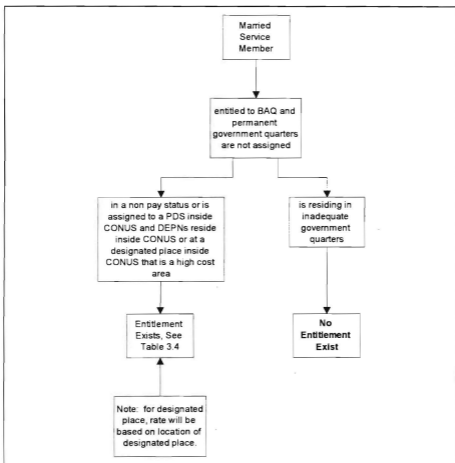 Married
Service
Member
entitled to BAQ and
permanent
government quarters
are not assigned
in a non pay status or is
assigned to a PDS inside
CONUS and DEPNs reside
inside CONUS or at a
designated place inside
CONUS that is a high cost
area
is residing in
inadequate
government
quarters
Entitlement
Exists, See
Table 3.4
No
Entitlement
Exist
Note: for designated
place, rate will be
based on location of
designated place.